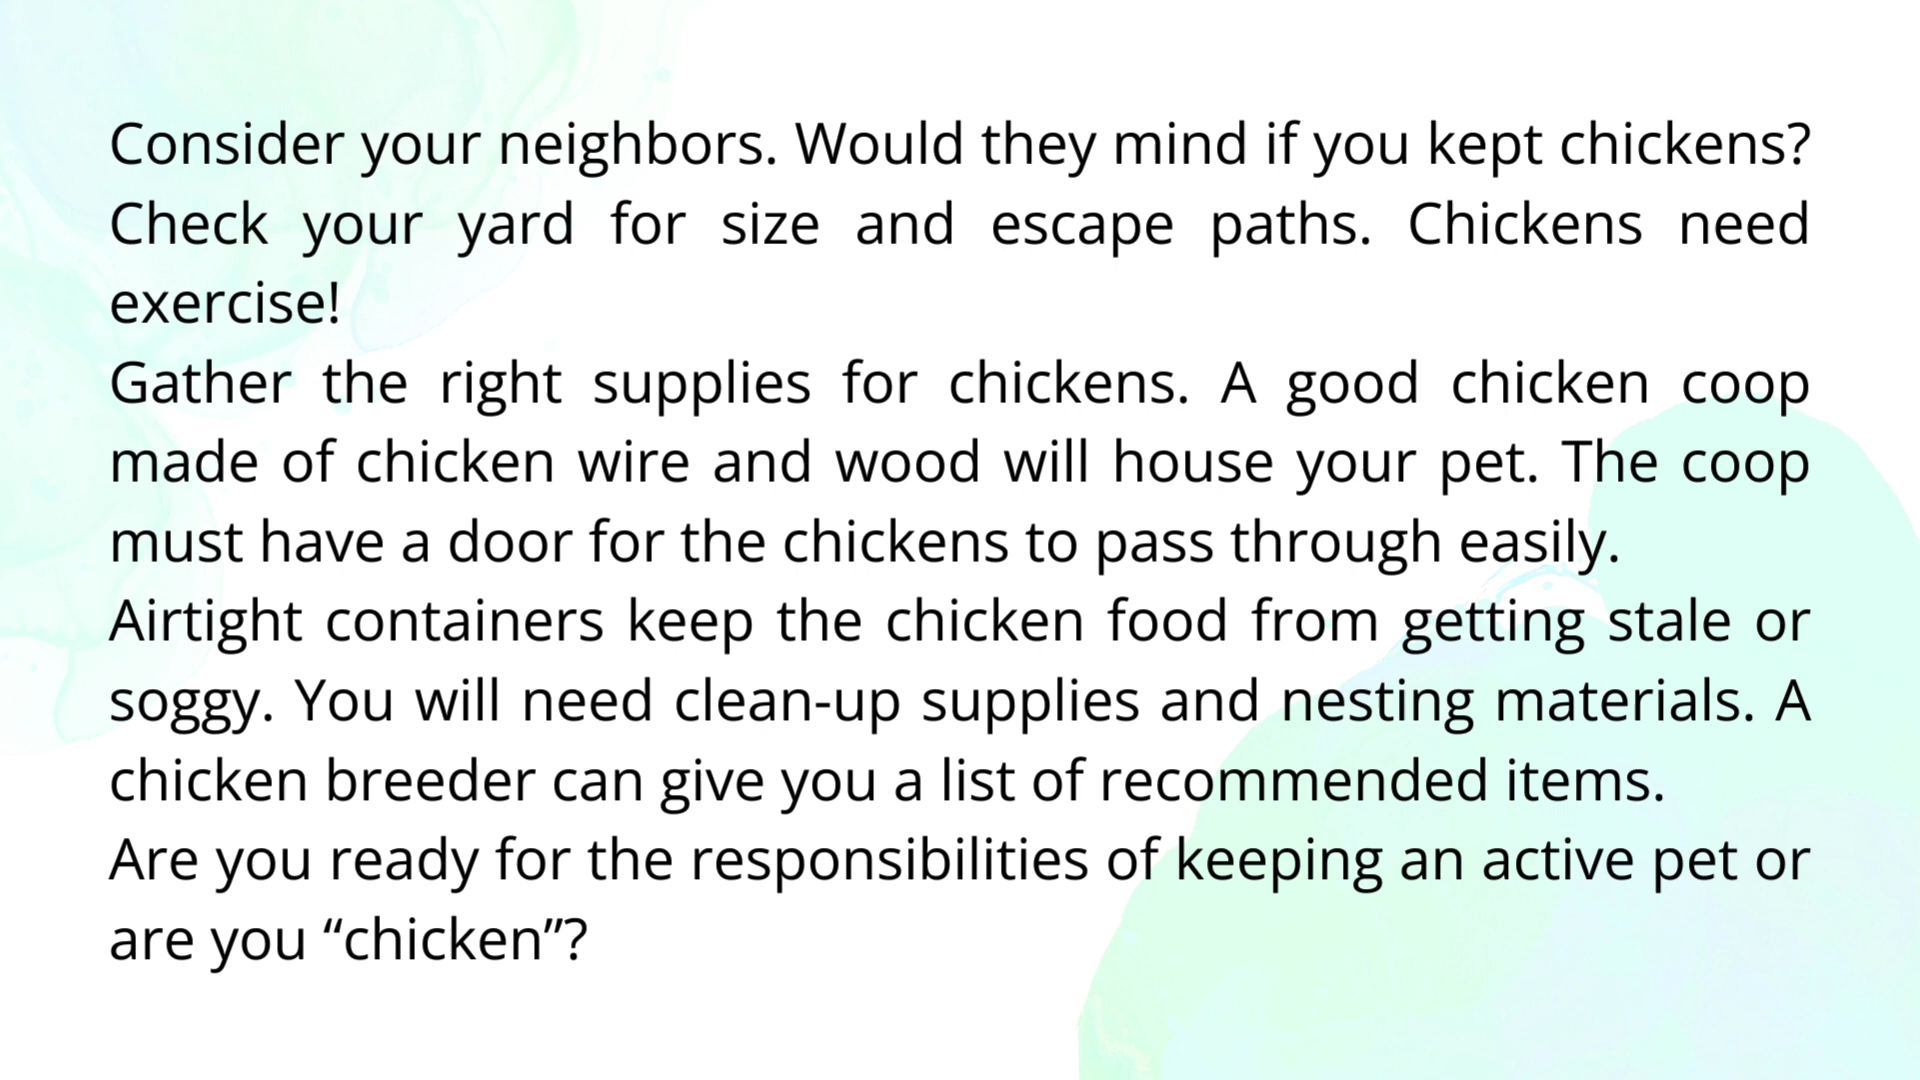 Consider your neighbors. Would they mind if you kept chickens?
Check your yard for size and escape paths. Chickens need
exercise!
Gather the right supplies for chickens. A good chicken coop
made of chicken wire and wood will house your pet. The coop
must have a door for the chickens to pass through easily.
Airtight containers keep the chicken food from getting stale or
soggy. You will need clean-up supplies and nesting materials. A
chicken breeder can give you a list of recommended items.
Are you ready for the responsibilities of keeping an active pet or
are you “chicken”?